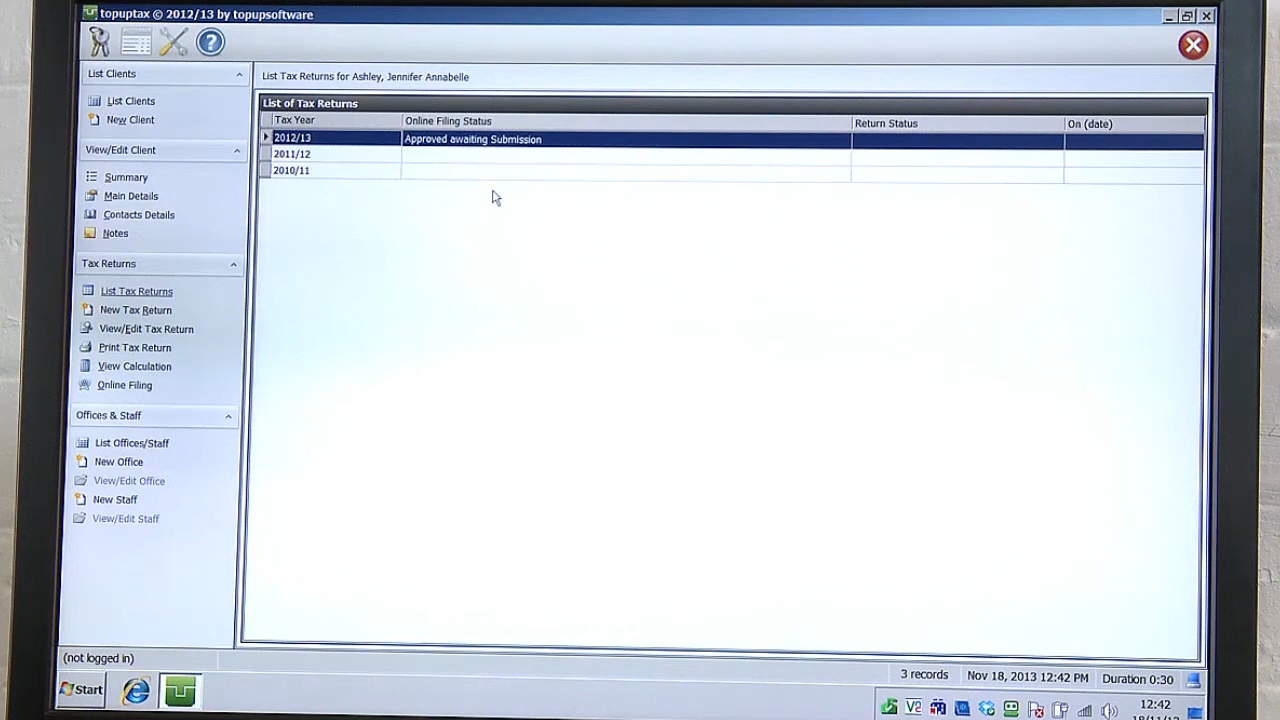 topuptax © 2012/13 by topupsoftware
List Clients
List Clients
New Client
View/Edit Client
Summary
Main Details
Contacts Details
Notes
Tax Returns
List Tax Returns
New Tax Return
View/Edit Tax Return
Print Tax Return
View Calculation
Online Filing
Offices & Staff
List Offices/Staff
New Office
View/Edit Office
New Staff
View/Edit Staff
List Tax Returns for Ashley, Jennifer Annabelle
List of Tax Returns
Tax Year Online Filing Status Return Status On (date)
2012/13 Approved awaiting Submission
2011/12
2010/11
(not logged in)
3 records Nov 18, 2013 12:42 PM Duration 0:30
Start
V2
12:42